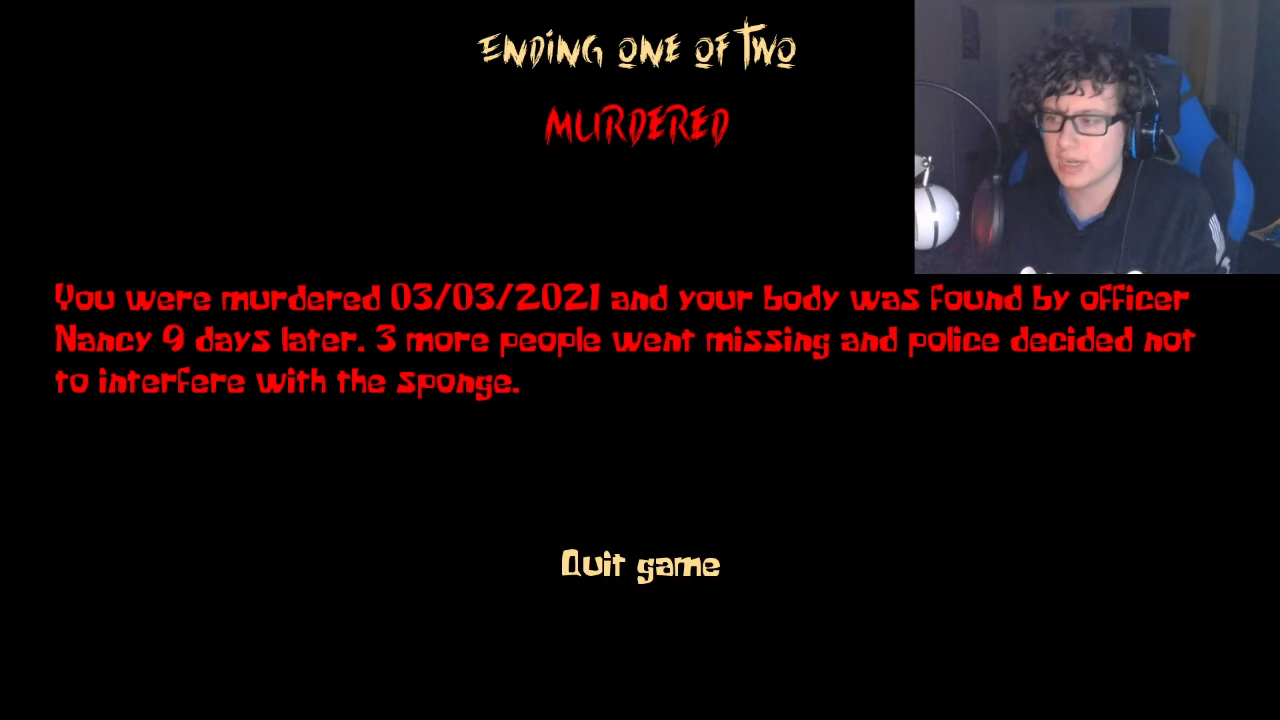 ENDING ONE OF TWO
MURDERED
You were murdered 03/03/2021 and your body was found by officer
Nancy 9 days later. 3 more people went missing and police decided not
to interfere with the sponge.
Quit game